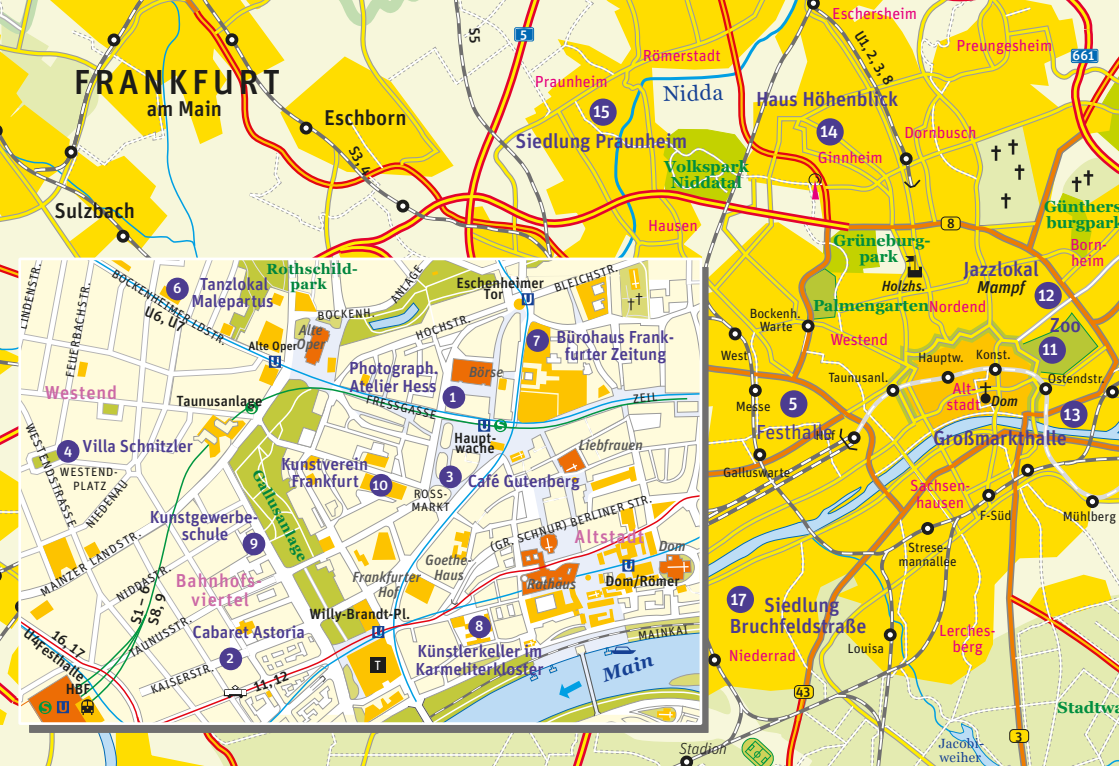 FRANKFURT
am Main
Eschborn
S3, 4
Sulzbach
S5
5
Römerstadt
Praunheim
15
Siedlung Praunheim
Nidda
Volkspark
Niddatal
Hausen
Eschersheim
U1, 2, 3, 8
Preungesheim
661
Haus Höhenblick
14
Ginnheim
Dornbusch
8
Günthers-
burgpark
Born-
heim
Grüneburg-
park
Holzhs.
Jazzlokal
Mampf
12
Palmengarten
Nordend
Zoo
11
Bockenh.
Warte
West
Westend
Hauptw.
Konst.
Ostendstr.
Taunusanl.
Alt-
stadt
Dom
Messe
5
Festhalle
Hbf
13
Großmarkthalle
Galluswarte
Sachsen-
hausen
F-Süd
Mühlberg
Strese-
mannallee
17
Siedlung
Bruchfeldstraße
Niederrad
Louisa
Lerches-
berg
43
3
Stadtwa
Jacobi-
weiher
Stadion
LINDENSTR.
FEUERBACHSTR.
BOCKENHEIMER LDSTR.
U6, U7
6
Tanzlokal
Malepartus
Rothschild-
park
BOCKENH.
ANLAGE
Alte
Oper
Alte Oper
U
HOCHSTR.
Eschenheimer
Tor
U
BLEICHSTR.
7
Bürohaus Frank-
furter Zeitung
Photograph.
Atelier Hess
1
Börse
FRESSGASSE
ZEIL
Westend
Taunusanlage
S
U
S
Haupt-
wache
Liebfrauen
4
Villa Schnitzler
WESTEND-
PLATZ
WESTENDSTRASSE
NIEDENAU
Kunstverein
Frankfurt
10
ROSS-
MARKT
3
Café Gutenberg
Gallusanlage
Kunstgewerbe-
schule
9
(GR. SCHNUR) BERLINER STR.
Altstadt
MAINZER LANDSTR.
Goethe-
Haus
Frankfurter
Hof
Rathaus
Dom
U
Dom/Römer
NIDDASTR.
Bahnhofs-
viertel
S1 – 6
S8, 9
TAUNUSSTR.
Willy-Brandt-Pl.
U
8
Künstlerkeller im
Karmeliterkloster
MAINKAI
Main
T
Cabaret Astoria
2
KAISERSTR.
11, 12
16, 17
U4 Festhalle
HBF
S
U